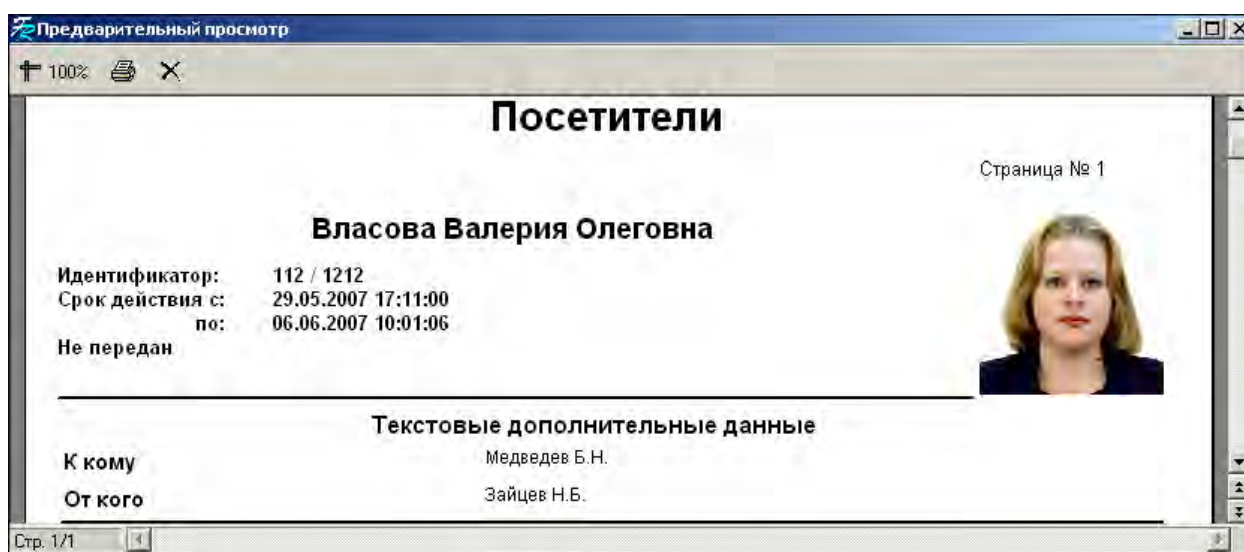 Предварительный просмотр
100%
Посетители
Страница № 1
Власова Валерия Олеговна
Идентификатор: 112 / 1212
Срок действия с: 29.05.2007 17:11:00
по: 06.06.2007 10:01:06
Не передан
Текстовые дополнительные данные
К кому Медведев Б.Н.
От кого Зайцев Н.Б.
Стр. 1/1